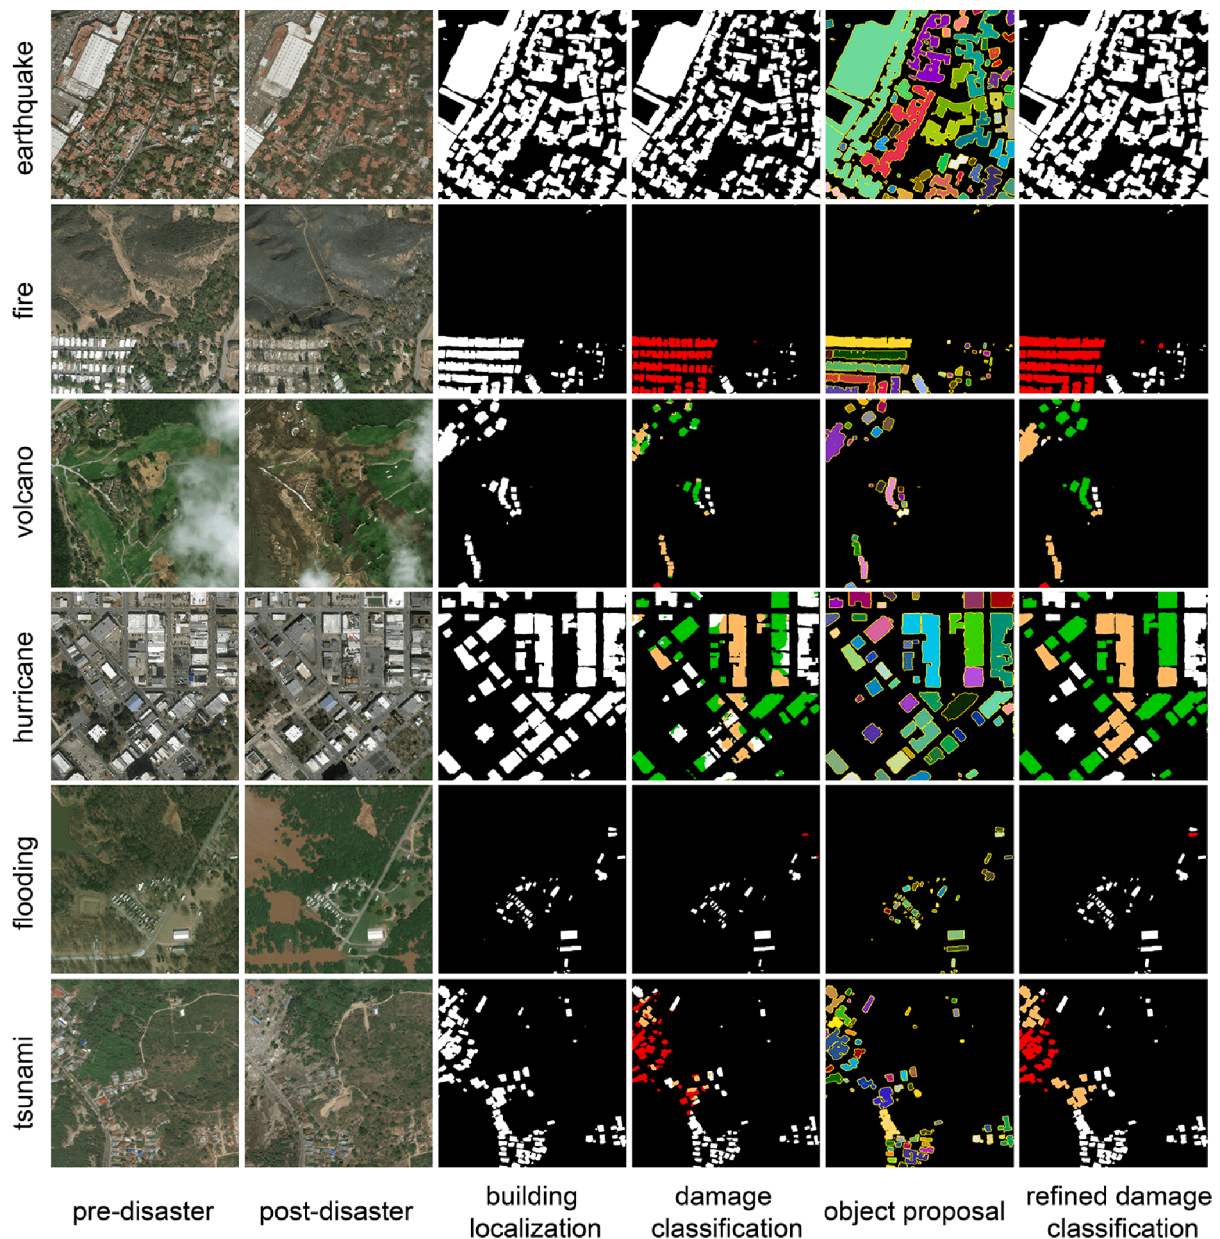 earthquake
fire
volcano
hurricane
flooding
tsunami
pre-disaster
post-disaster
building
localization
damage
classification
object proposal
refined damage
classification